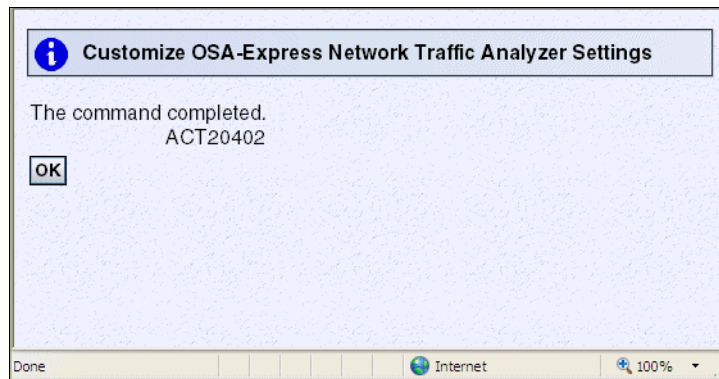 Customize OSA-Express Network Traffic Analyzer Settings
The command completed.
ACT20402
OK
Done
Internet
100%